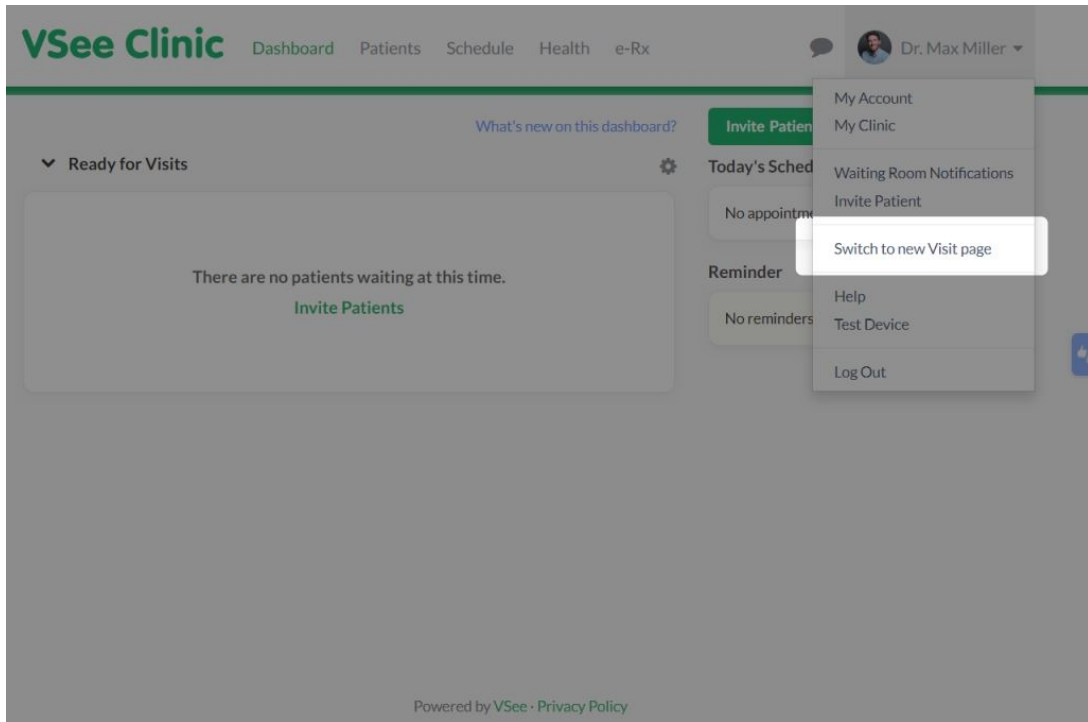 VSee Clinic Dashboard Patients Schedule Health e-Rx Dr. Max Miller
What's new on this dashboard?
Ready for Visits
There are no patients waiting at this time.
Invite Patients
Invite
Today's
No
Reminder
No reminders
My Account
My Clinic
Waiting Room Notifications
Invite Patient
Switch to new Visit page
Help
Test Device
Log Out
Powered by VSee · Privacy Policy